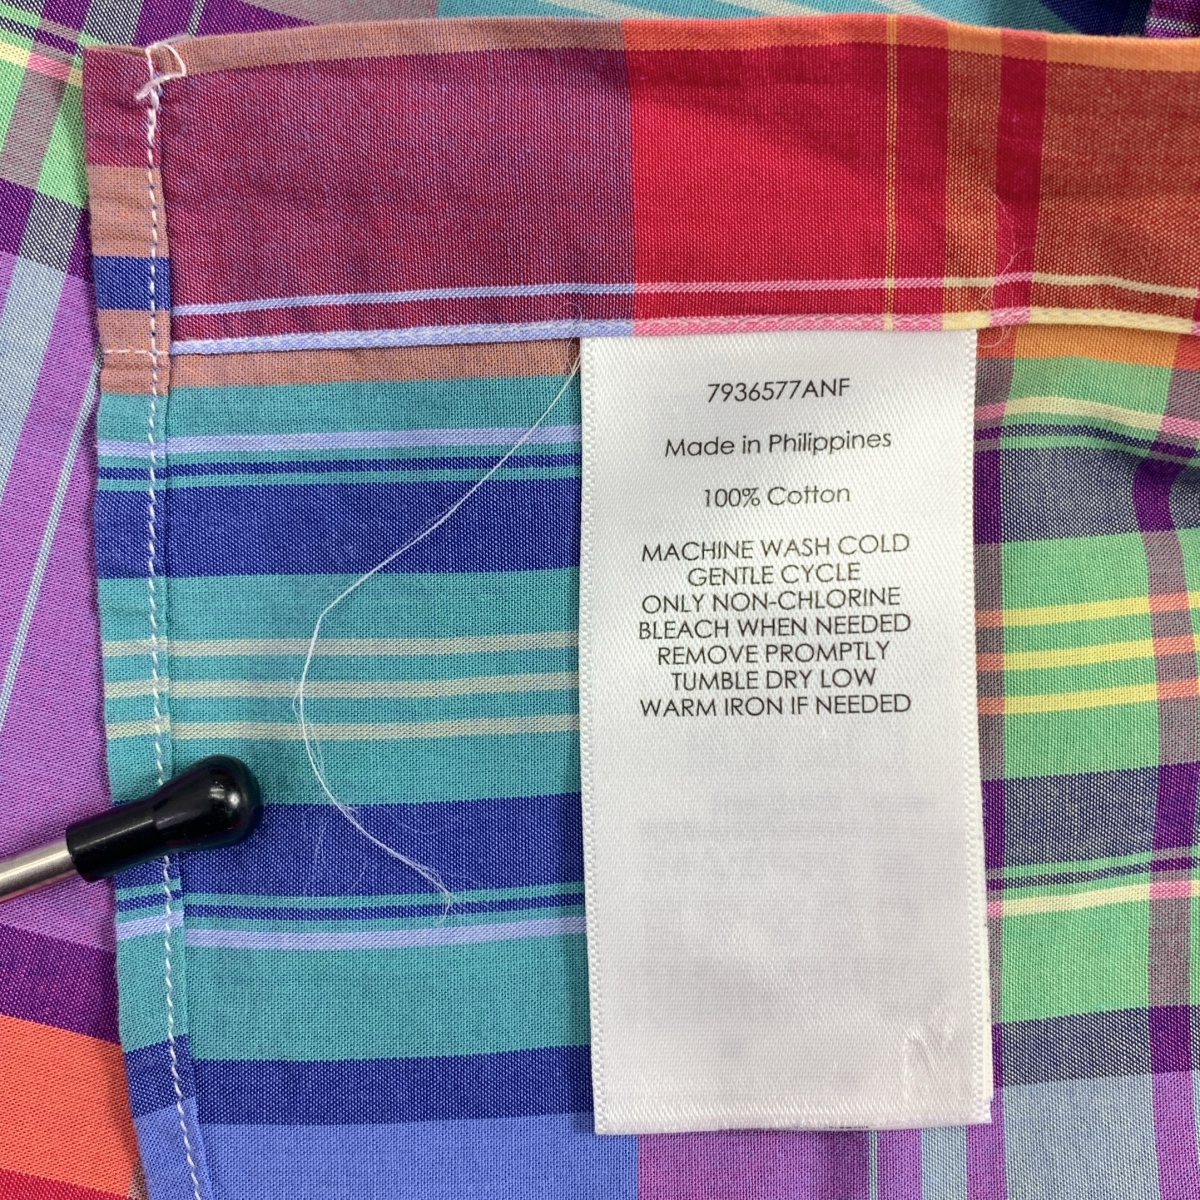 7936577ANF
Made in Philippines
100% Cotton
MACHINE WASH COLD
GENTLE CYCLE
ONLY NON-CHLORINE
BLEACH WHEN NEEDED
REMOVE PROMPTLY
TUMBLE DRY LOW
WARM IRON IF NEEDED